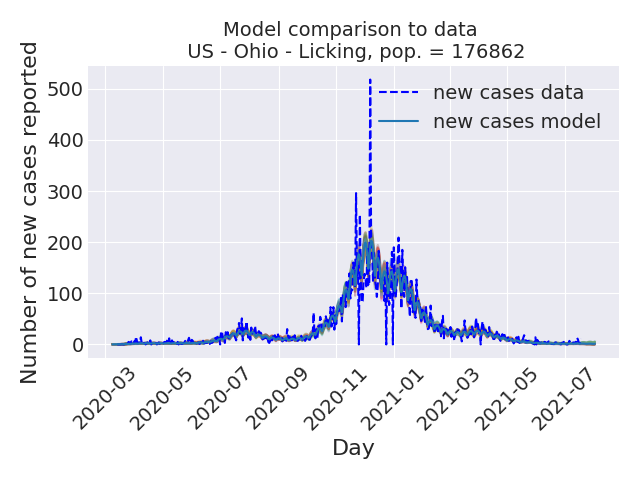 Model comparison to data
US - Ohio - Licking, pop. = 176862
Number of new cases reported
500
400
300
200
100
0
new cases data
new cases model
2020-03
2020-05
2020-07
2020-09
2020-11
2021-01
2021-03
2021-05
2021-07
Day